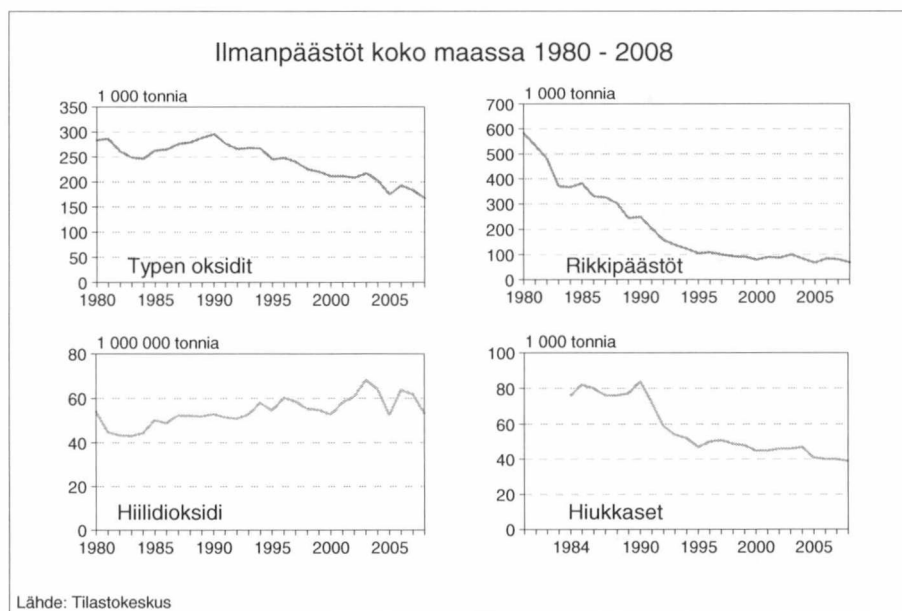 Ilmanpäästöt koko maassa 1980 - 2008
1 000 tonnia
350
300
250
200
150
100
50
0
Typen oksidit
1980 1985 1990 1995 2000 2005
1 000 tonnia
700
600
500
400
300
200
100
0
Rikkipäästöt
1980 1985 1990 1995 2000 2005
1 000 000 tonnia
80
60
40
20
0
Hiilidioksidi
1980 1985 1990 1995 2000 2005
1 000 tonnia
100
80
60
40
20
0
Hiukkaset
1984 1990 1995 2000 2005
Lähde: Tilastokeskus